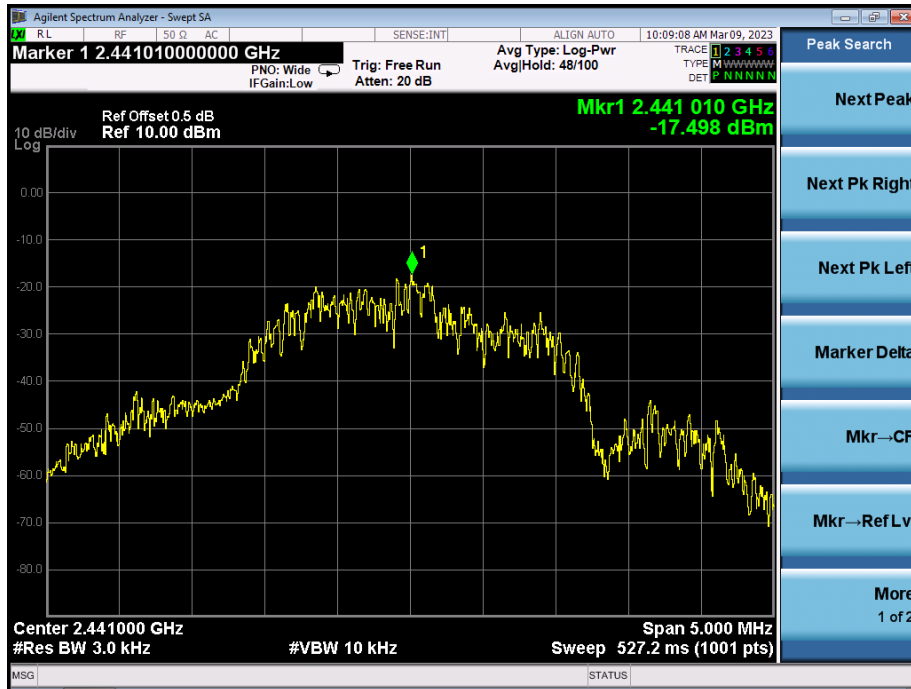 Agilent Spectrum Analyzer - Swept SA
LXI RL RF 50 Ω AC SENSE:INT ALIGN AUTO 10:09:08 AM Mar 09, 2023
Marker 1 2.441010000000 GHz
PNO: Wide
IFGain:Low
Trig: Free Run
Atten: 20 dB
Avg Type: Log-Pwr
Avg|Hold: 48/100
TRACE 1 2 3 4 5 6
TYPE M WWWWW
DET P N N N N N
Peak Search
Mkr1 2.441 010 GHz
-17.498 dBm
Ref Offset 0.5 dB
10 dB/div Ref 10.00 dBm
Log
0.00
-10.0
-20.0
-30.0
-40.0
-50.0
-60.0
-70.0
-80.0
1
Center 2.441000 GHz Span 5.000 MHz
#Res BW 3.0 kHz #VBW 10 kHz Sweep 527.2 ms (1001 pts)
MSG STATUS
Next Peak
Next Pk Right
Next Pk Left
Marker Delta
Mkr→CF
Mkr→Ref Lv
More
1 of 2